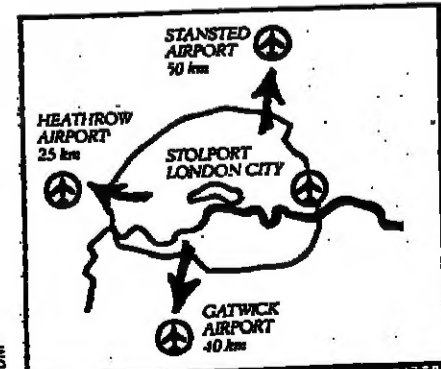 STANSTED
AIRPORT
50 km
HEATHROW
AIRPORT
25 km
STOLPORT
LONDON CITY
GATWICK
AIRPORT
40 km